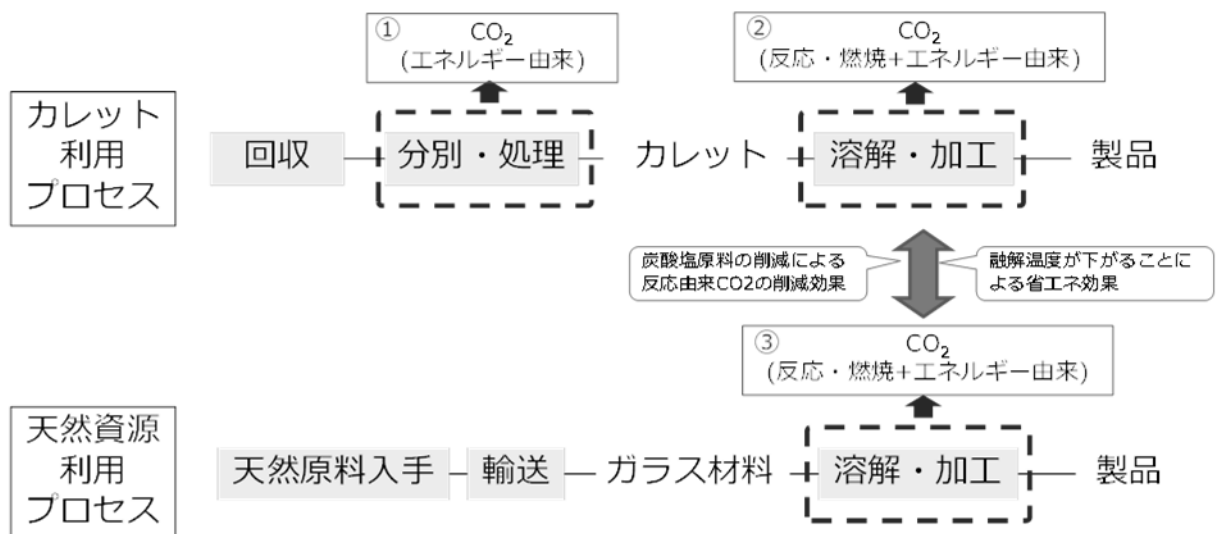 ①
CO2
(エネルギー由来)
②
CO2
(反応・燃焼+エネルギー由来)
カレット
利用
プロセス
回収
分別・処理
カレット
溶解・加工
製品
炭酸塩原料の削減による
反応由来CO2の削減効果
融解温度が下がることに
よる省エネ効果
③
CO2
(反応・燃焼+エネルギー由来)
天然資源
利用
プロセス
天然原料入手
輸送
ガラス材料
溶解・加工
製品